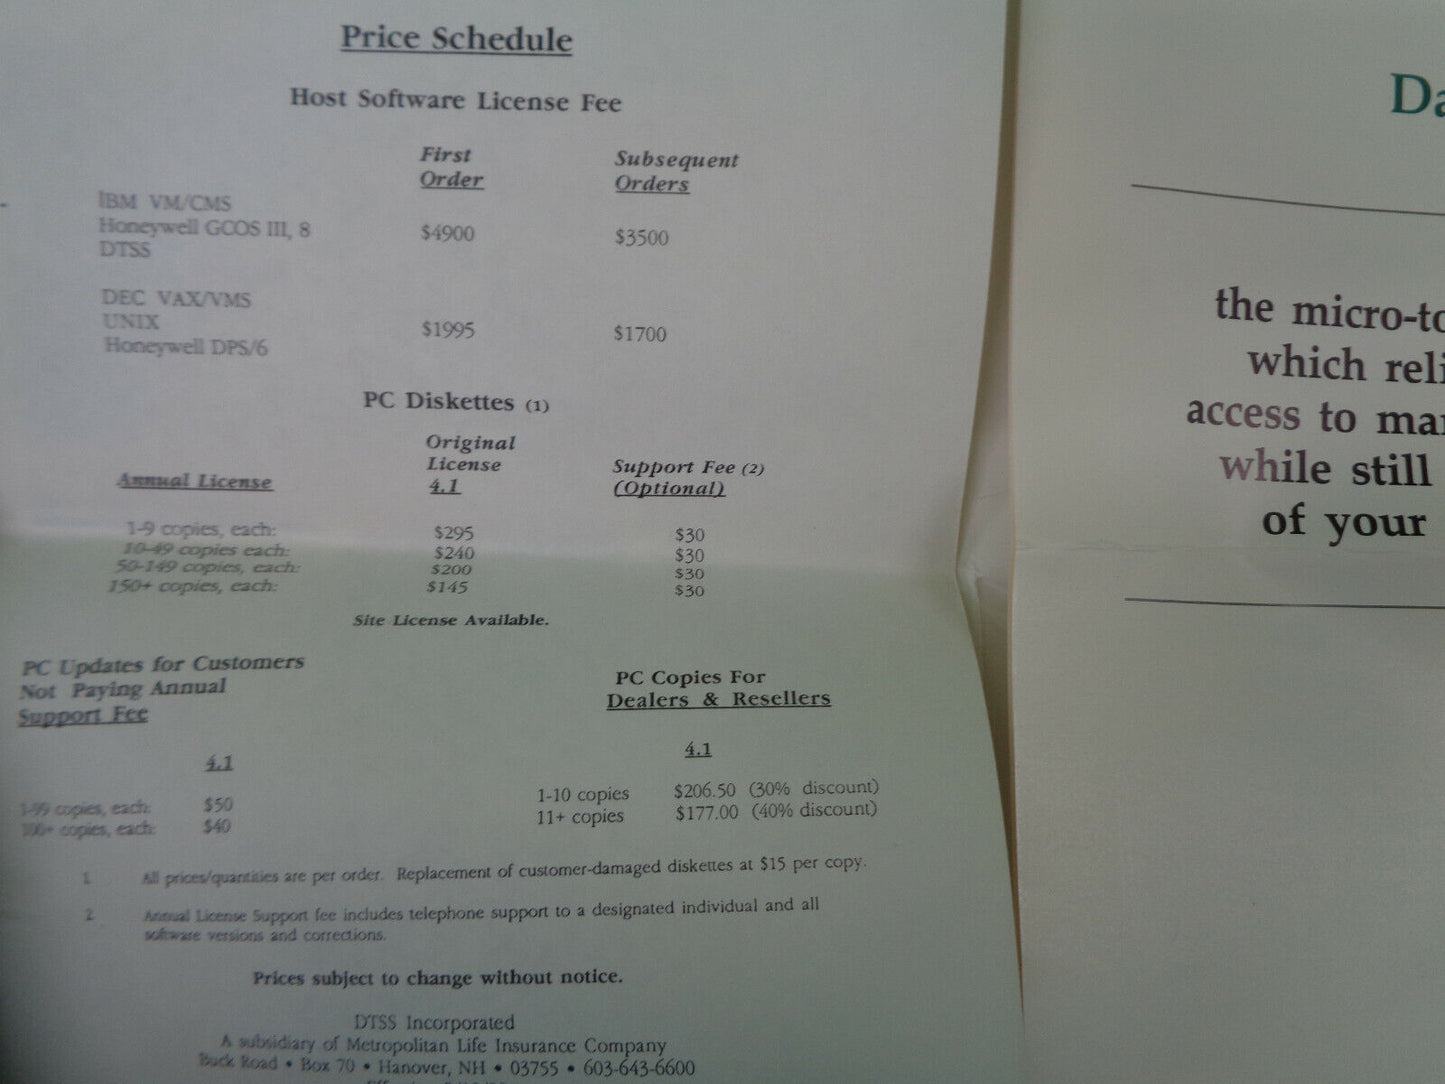 Price Schedule
Host Software License Fee
First Order
Subsequent Orders
IBM VM/CMS
Honeywell GCOS III, 8
DTSS
$4900
$3500
DEC VAX/VMS
UNIX
Honeywell DPS/6
$1995
$1700
PC Diskettes (1)
Annual License
Original
License
4.1
Support Fee (2)
(Optional)
1-9 copies, each: $295 $30
10-49 copies each: $240 $30
50-149 copies, each: $200 $30
150+ copies, each: $145 $30
Site License Available.
PC Updates for Customers
Not Paying Annual
Support Fee
4.1
1-99 copies, each: $50
100+ copies, each: $40
PC Copies For
Dealers & Resellers
4.1
1-10 copies $206.50 (30% discount)
11+ copies $177.00 (40% discount)
1. All prices/quantities are per order. Replacement of customer-damaged diskettes at $15 per copy.
2. Annual License Support fee includes telephone support to a designated individual and all
software versions and corrections.
Prices subject to change without notice.
DTSS Incorporated
A subsidiary of Metropolitan Life Insurance Company
Buck Road • Box 70 • Hanover, NH • 03755 • 603-643-6600
Da
the micro-to
which reli
access to mar
while still
of your